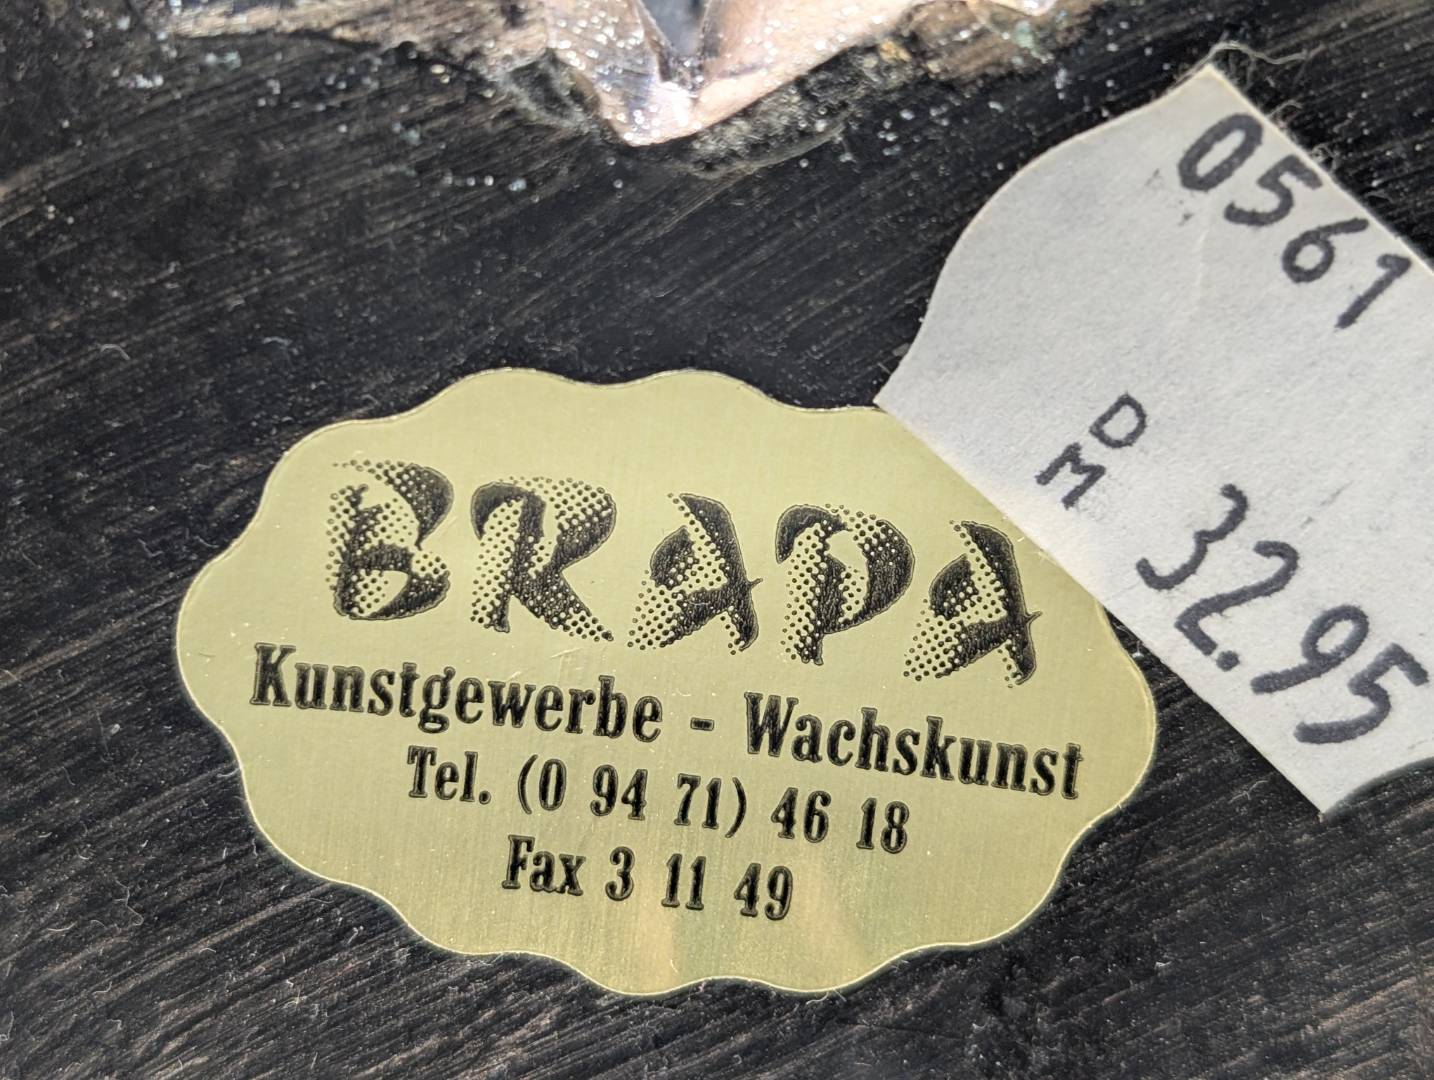 0561
DM 32.95
BRAPA
Kunstgewerbe - Wachskunst
Tel. (0 94 71) 46 18
Fax 3 11 49